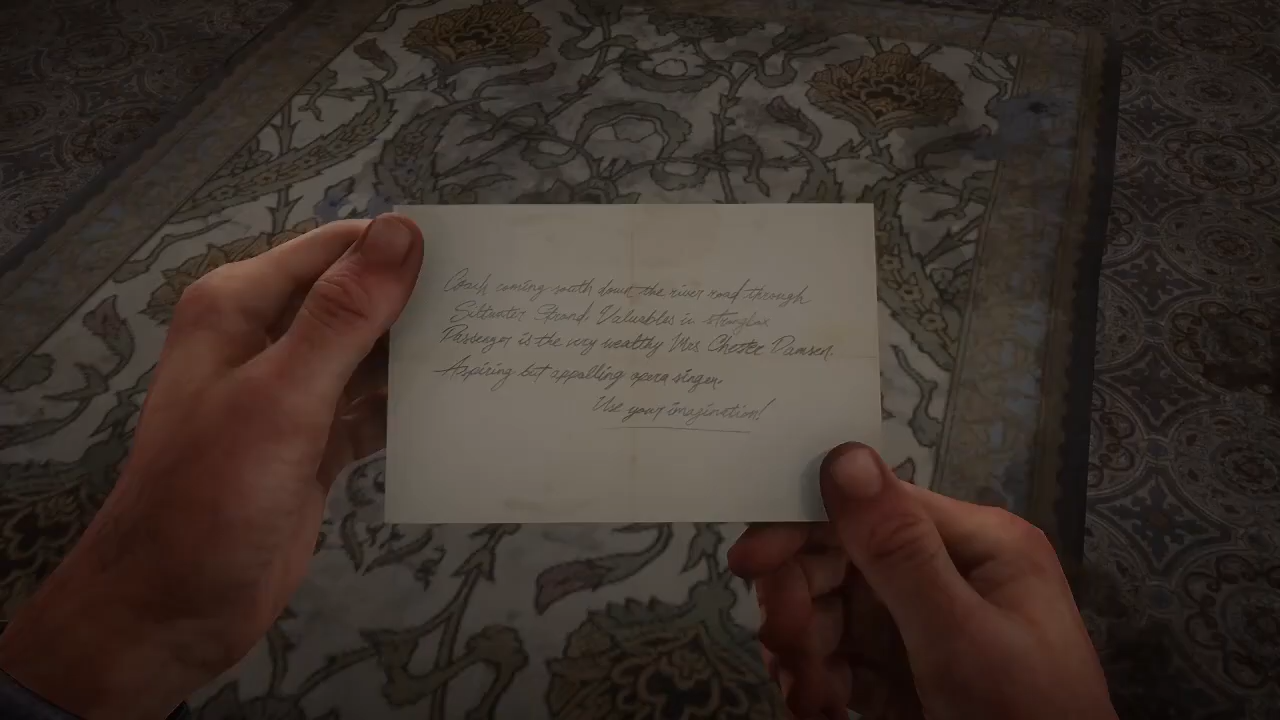 Coach coming south down the river road through
Siltwater Strand. Valuables in strongbox
Passenger is the very wealthy Mrs Chester Damsen.
Aspiring but appalling opera singer.
Use your imagination!